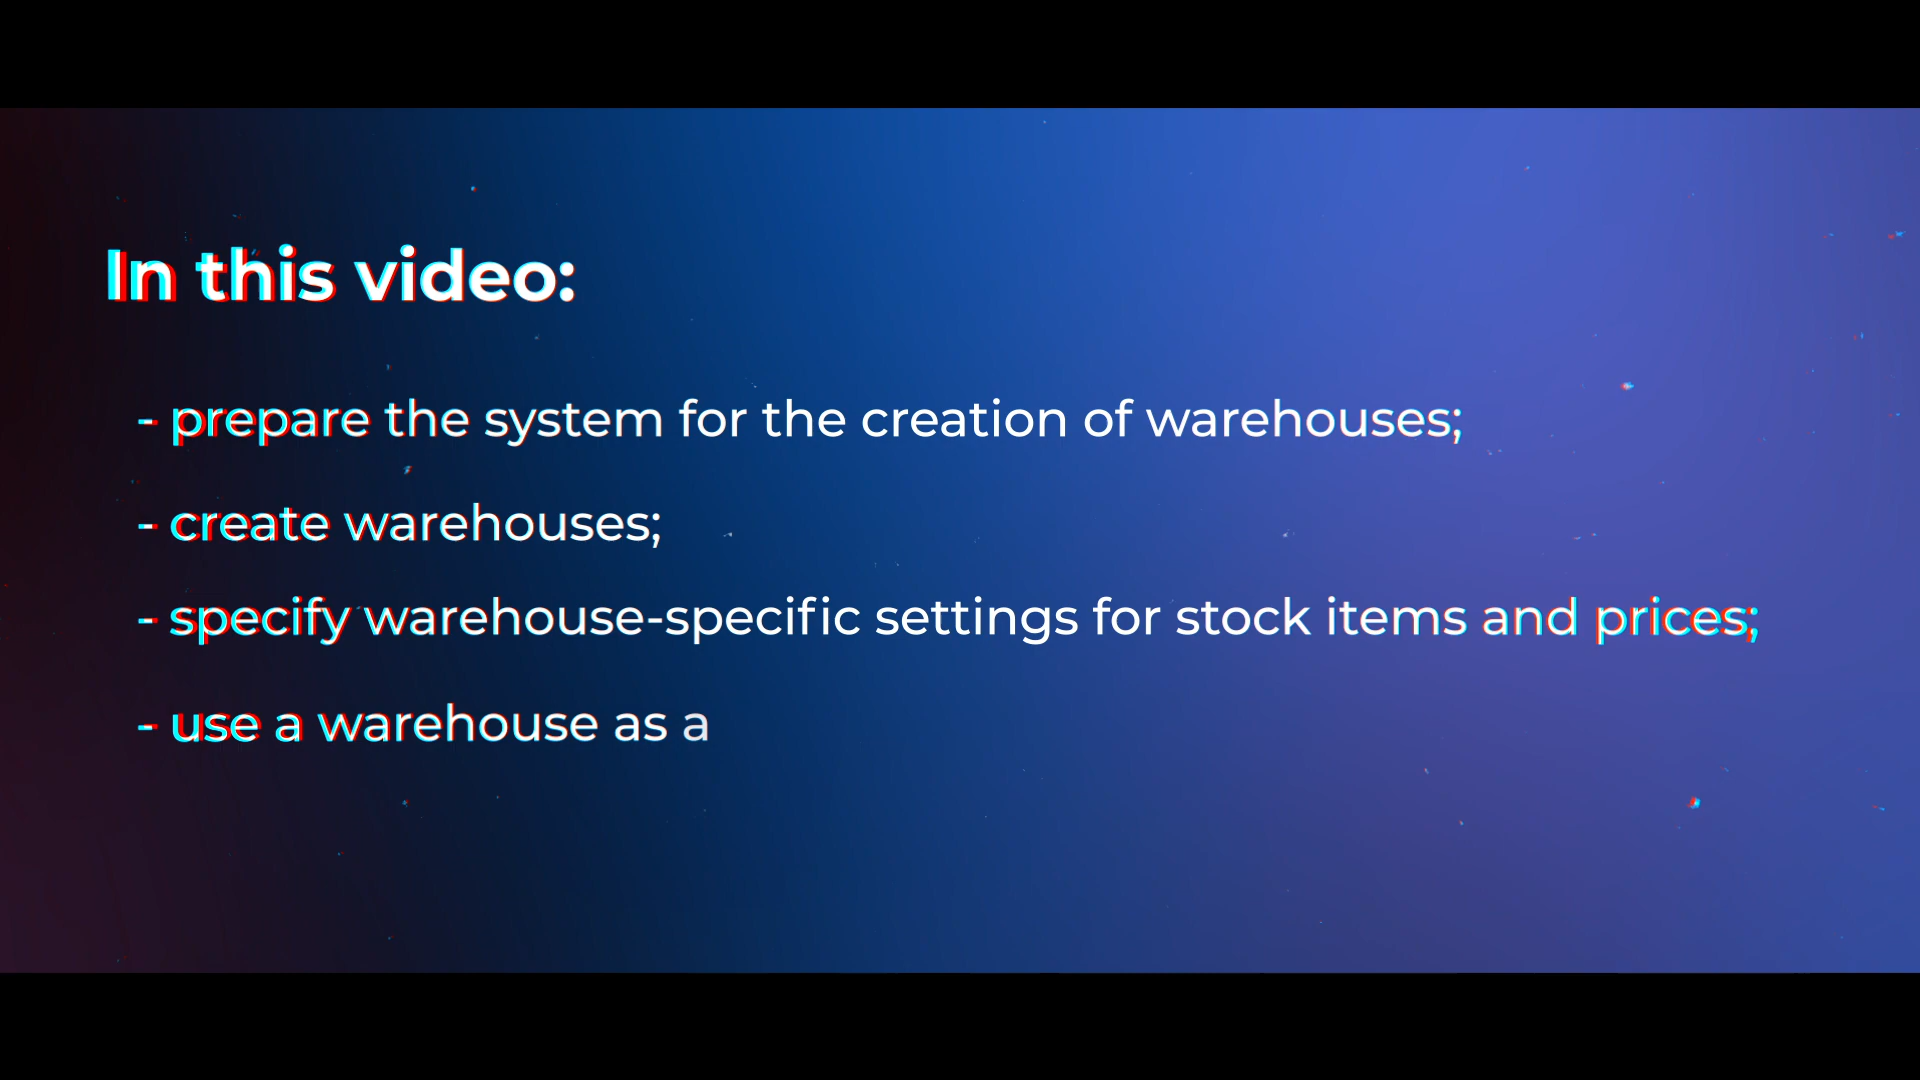 In this video:
- prepare the system for the creation of warehouses;
- create warehouses;
- specify warehouse-specific settings for stock items and prices;
- use a warehouse as a